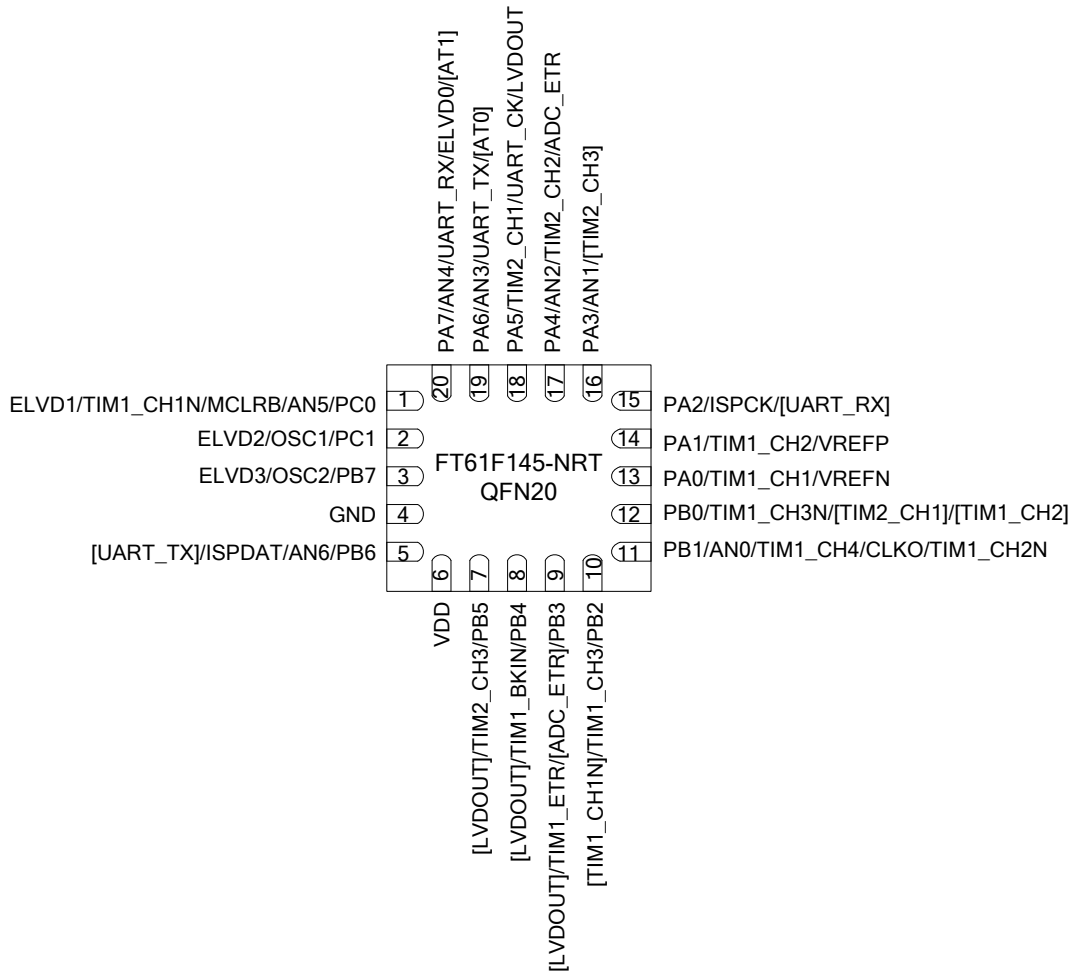 PA7/AN4/UART_RX/ELVD0/[AT1]
PA6/AN3/UART_TX/[AT0]
PA5/TIM2_CH1/UART_CK/LVDOUT
PA4/AN2/TIM2_CH2/ADC_ETR
PA3/AN1/[TIM2_CH3]
20
19
18
17
16
ELVD1/TIM1_CH1N/MCLRB/AN5/PC0
1
ELVD2/OSC1/PC1
2
ELVD3/OSC2/PB7
3
GND
4
[UART_TX]/ISPDAT/AN6/PB6
5
FT61F145-NRT
QFN20
15
PA2/ISPCK/[UART_RX]
14
PA1/TIM1_CH2/VREFP
13
PA0/TIM1_CH1/VREFN
12
PB0/TIM1_CH3N/[TIM2_CH1]/[TIM1_CH2]
11
PB1/AN0/TIM1_CH4/CLKO/TIM1_CH2N
6
7
8
9
10
VDD
[LVDOUT]/TIM2_CH3/PB5
[LVDOUT]/TIM1_BKIN/PB4
[LVDOUT]/TIM1_ETR/[ADC_ETR]/PB3
[TIM1_CH1N]/TIM1_CH3/PB2